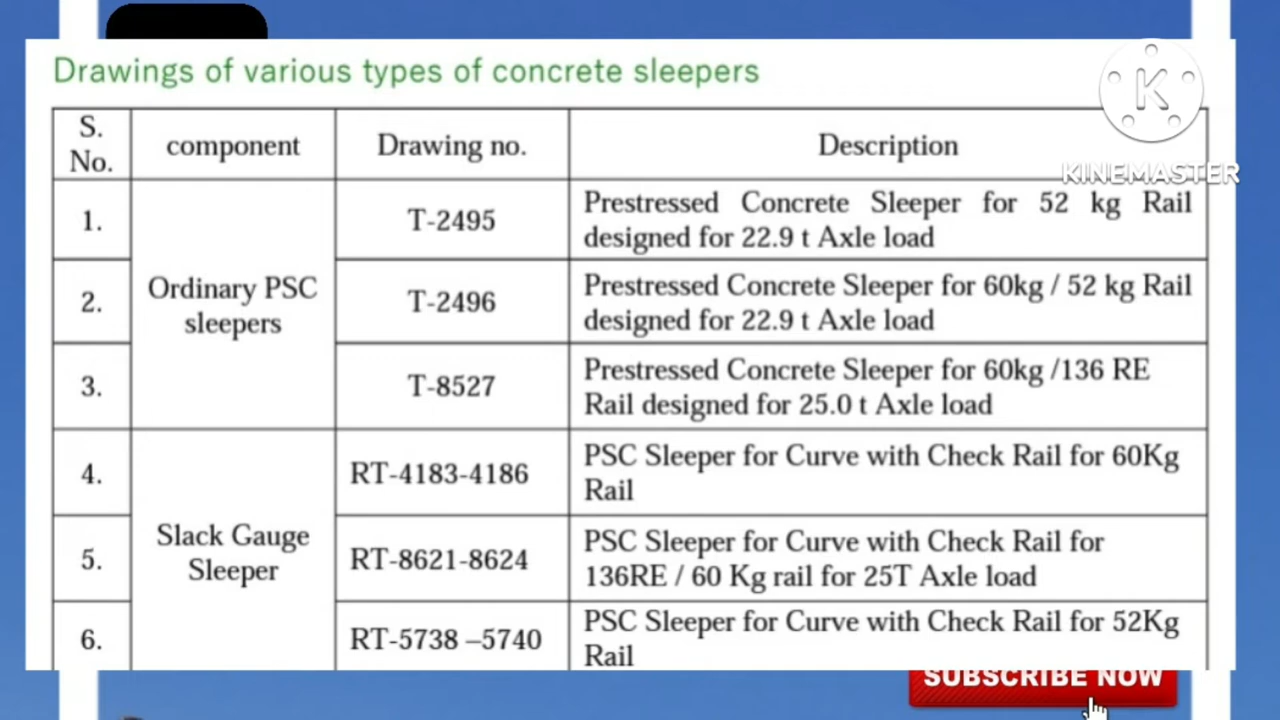 Drawings of various types of concrete sleepers
S. No.
component
Drawing no.
Description
K
KINEMASTER
1.
Ordinary PSC
sleepers
T-2495
Prestressed Concrete Sleeper for 52 kg Rail
designed for 22.9 t Axle load
2.
T-2496
Prestressed Concrete Sleeper for 60kg / 52 kg Rail
designed for 22.9 t Axle load
3.
T-8527
Prestressed Concrete Sleeper for 60kg /136 RE
Rail designed for 25.0 t Axle load
4.
Slack Gauge
Sleeper
RT-4183-4186
PSC Sleeper for Curve with Check Rail for 60Kg
Rail
5.
RT-8621-8624
PSC Sleeper for Curve with Check Rail for
136RE / 60 Kg rail for 25T Axle load
6.
RT-5738 –5740
PSC Sleeper for Curve with Check Rail for 52Kg
Rail
SUBSCRIBE NOW